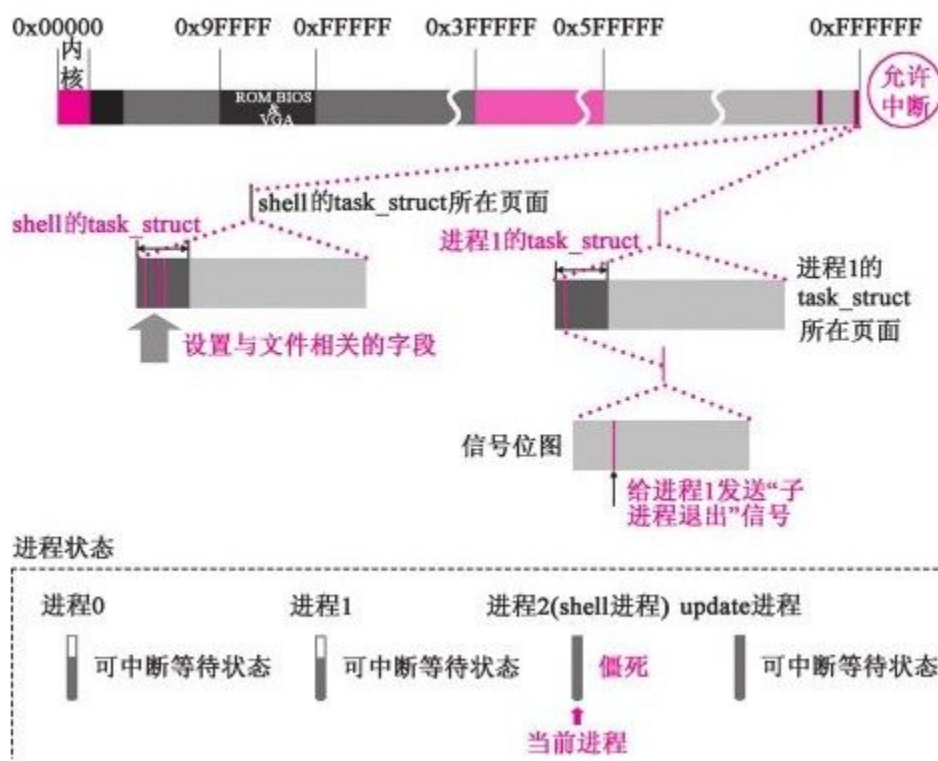 0x00000 0x9FFFF 0xFFFFF 0x3FFFFF 0x5FFFFF 0xFFFFFF
内
核
允许
中断
ROM BIOS
&
VGA
shell的task_struct所在页面
shell的task_struct
进程1的task_struct
进程1的
task_struct
所在页面
设置与文件相关的字段
信号位图
给进程1发送“子
进程退出”信号
进程状态
进程0 进程1 进程2(shell进程) update进程
可中断等待状态 可中断等待状态 僵死 可中断等待状态
当前进程